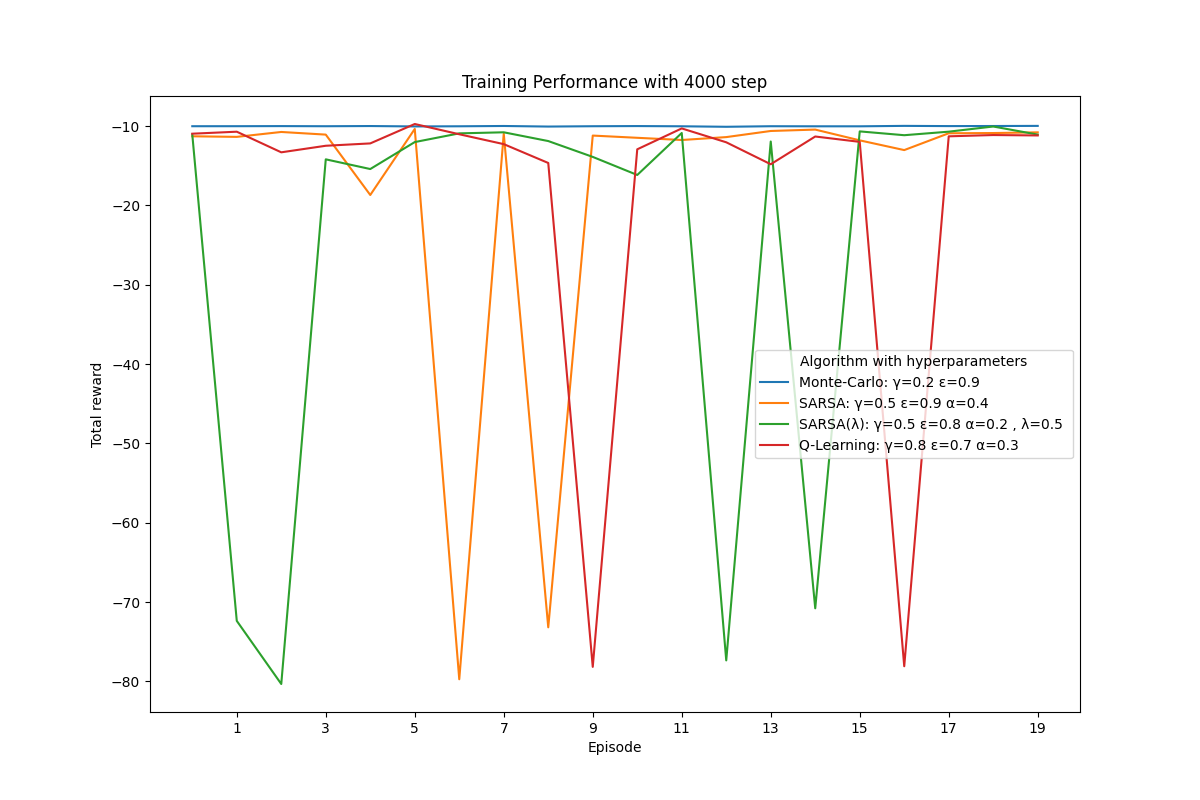 Training Performance with 4000 step
Total reward
−10
−20
−30
−40
−50
−60
−70
−80
Algorithm with hyperparameters
Monte-Carlo: γ=0.2 ε=0.9
SARSA: γ=0.5 ε=0.9 α=0.4
SARSA(λ): γ=0.5 ε=0.8 α=0.2 , λ=0.5
Q-Learning: γ=0.8 ε=0.7 α=0.3
1 3 5 7 9 11 13 15 17 19
Episode